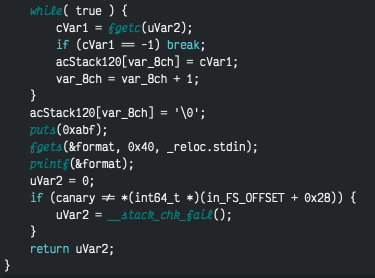 while( true ) {
cVar1 = fgetc(uVar2);
if (cVar1 == -1) break;
acStack120[var_8ch] = cVar1;
var_8ch = var_8ch + 1;
}
acStack120[var_8ch] = '\0';
puts(0xabf);
fgets(&format, 0x40, _reloc.stdin);
printf(&format);
uVar2 = 0;
if (canary != *(int64_t *)(in_FS_OFFSET + 0x28)) {
uVar2 = __stack_chk_fail();
}
return uVar2;
}